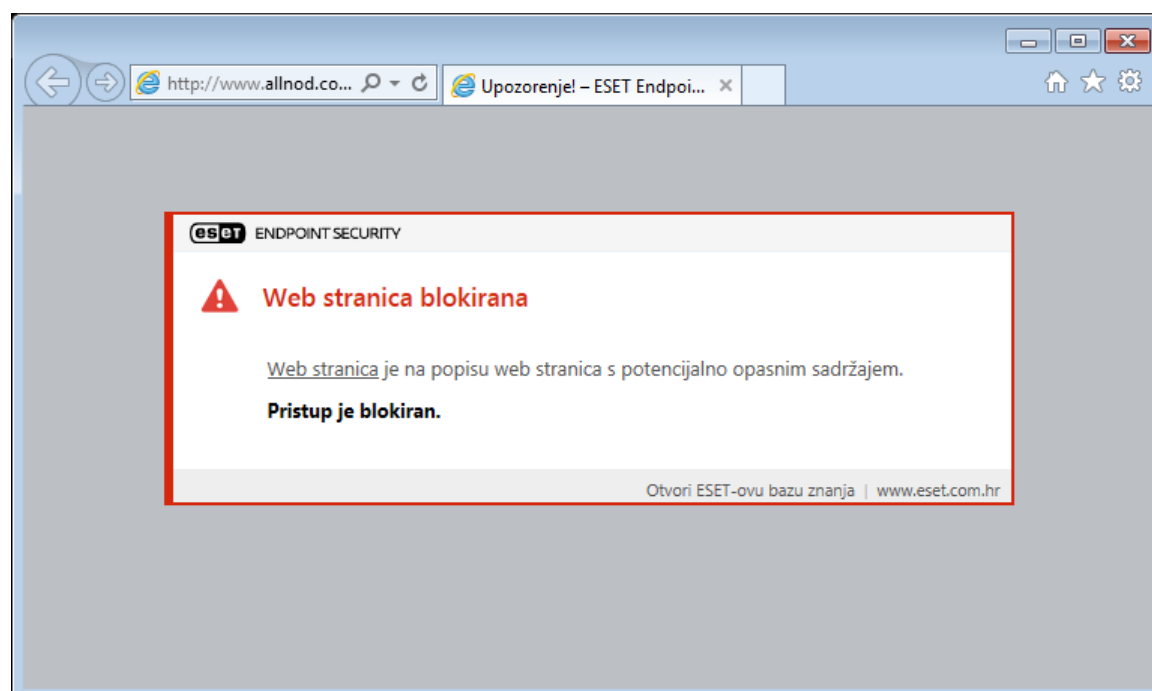 http://www.allnod.co...
Upozorenje! – ESET Endpoi...
eset ENDPOINT SECURITY
Web stranica blokirana
Web stranica je na popisu web stranica s potencijalno opasnim sadržajem.
Pristup je blokiran.
Otvori ESET-ovu bazu znanja | www.eset.com.hr